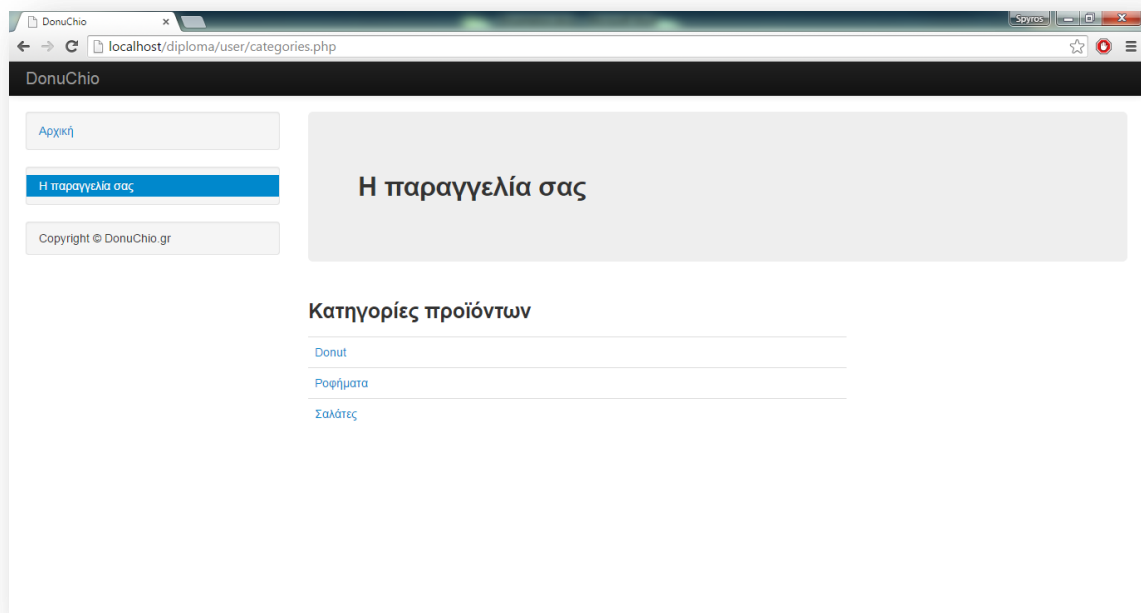 DonuChio
Spyros
localhost/diploma/user/categories.php
DonuChio
Αρχική
Η παραγγελία σας
Copyright © DonuChio.gr
Η παραγγελία σας
Κατηγορίες προϊόντων
Donut
Ροφήματα
Σαλάτες